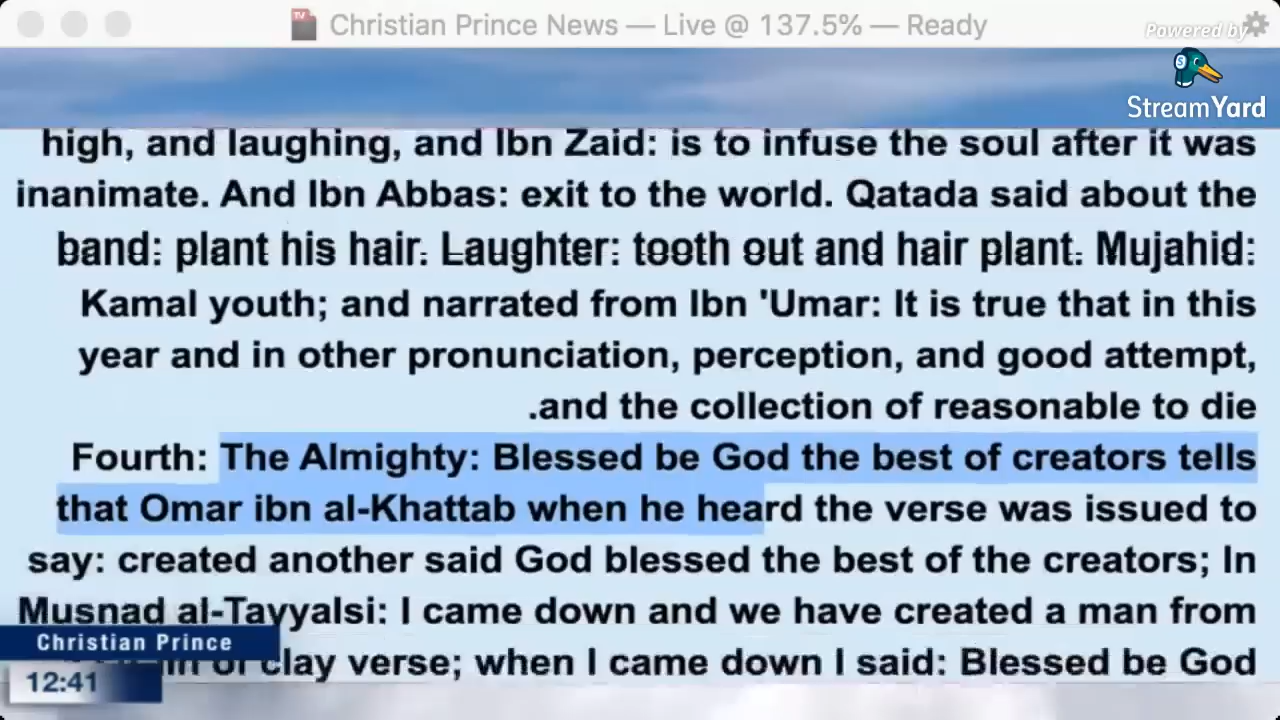 Christian Prince News — Live @ 137.5% — Ready
Powered by
StreamYard
high, and laughing, and Ibn Zaid: is to infuse the soul after it was
inanimate. And Ibn Abbas: exit to the world. Qatada said about the
band: plant his hair. Laughter: tooth out and hair plant. Mujahid:
Kamal youth; and narrated from Ibn 'Umar: It is true that in this
year and in other pronunciation, perception, and good attempt,
.and the collection of reasonable to die
Fourth: The Almighty: Blessed be God the best of creators tells
that Omar ibn al-Khattab when he heard the verse was issued to
say: created another said God blessed the best of the creators; In
Musnad al-Tayyalsi: I came down and we have created a man from
of clay verse; when I came down I said: Blessed be God
Christian Prince
12:41